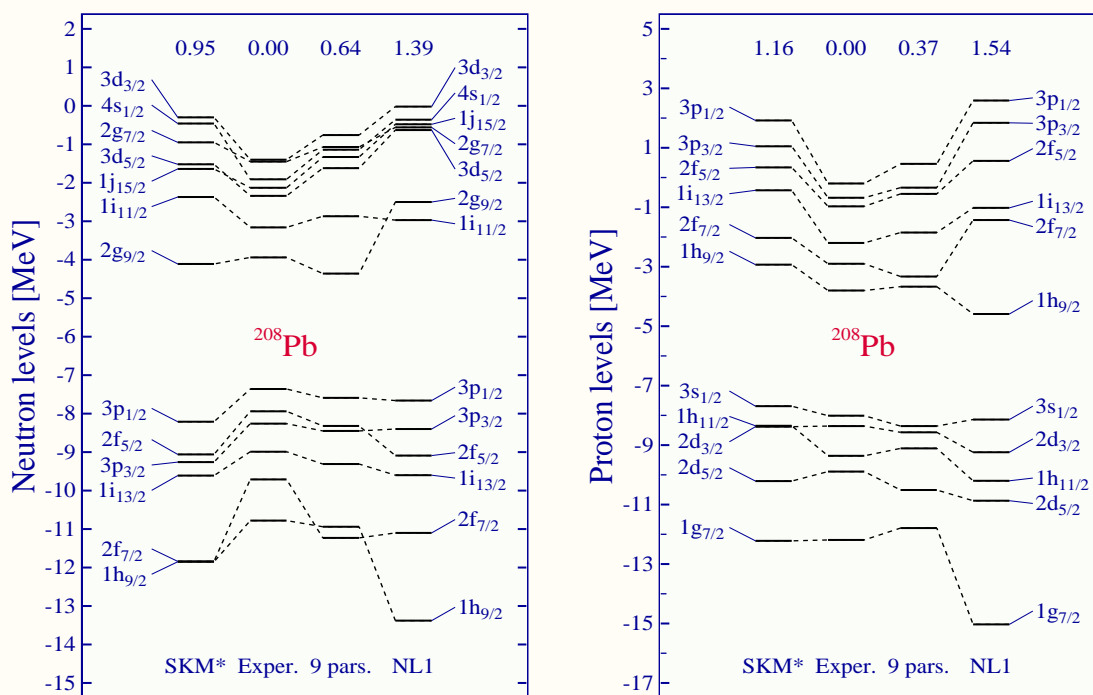 Neutron levels [MeV]
2
1
0
-1
-2
-3
-4
-5
-6
-7
-8
-9
-10
-11
-12
-13
-14
-15
0.95 0.00 0.64 1.39
3d3/2
4s1/2
2g7/2
3d5/2
1j15/2
1i11/2
2g9/2
3d3/2
4s1/2
1j15/2
2g7/2
3d5/2
2g9/2
1i11/2
208Pb
3p1/2
2f5/2
3p3/2
1i13/2
2f7/2
1h9/2
3p1/2
3p3/2
2f5/2
1i13/2
2f7/2
1h9/2
SKM* Exper. 9 pars. NL1
Proton levels [MeV]
5
3
1
-1
-3
-5
-7
-9
-11
-13
-15
-17
1.16 0.00 0.37 1.54
3p1/2
3p3/2
2f5/2
1i13/2
2f7/2
1h9/2
3p1/2
3p3/2
2f5/2
1i13/2
2f7/2
1h9/2
208Pb
3s1/2
1h11/2
2d3/2
2d5/2
1g7/2
3s1/2
2d3/2
1h11/2
2d5/2
1g7/2
SKM* Exper. 9 pars. NL1